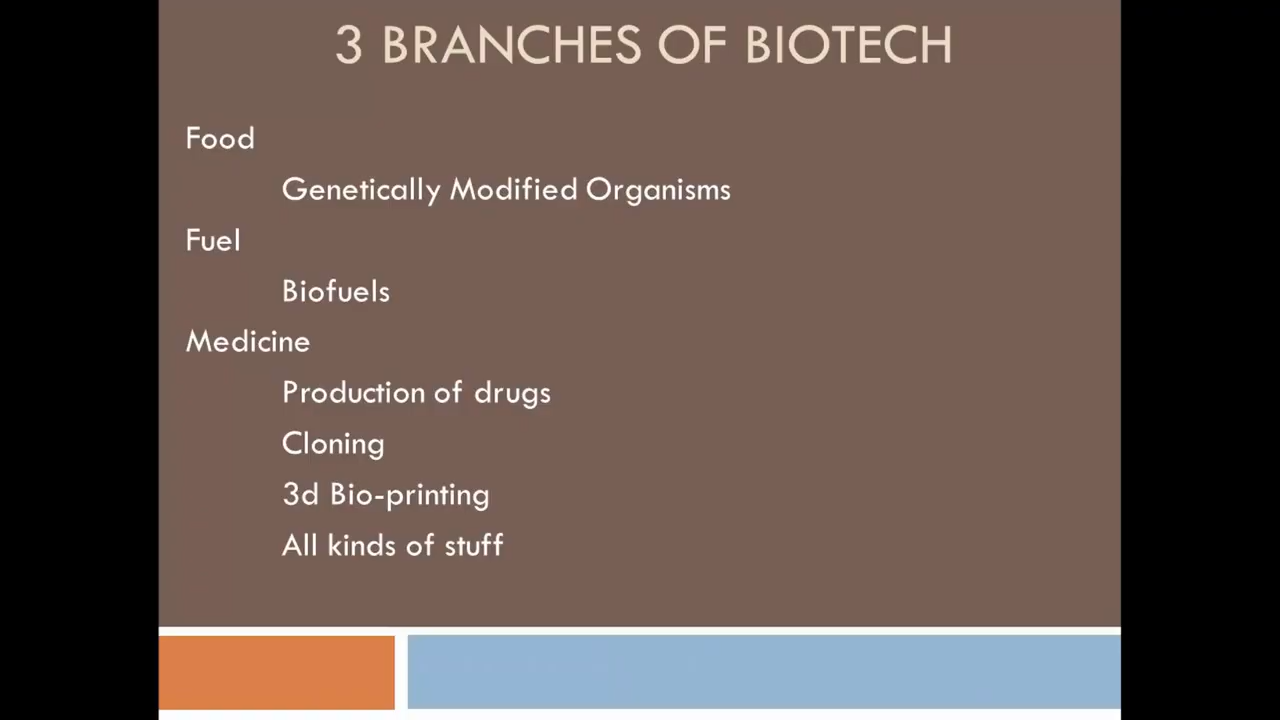 3 BRANCHES OF BIOTECH
Food
Genetically Modified Organisms
Fuel
Biofuels
Medicine
Production of drugs
Cloning
3d Bio-printing
All kinds of stuff